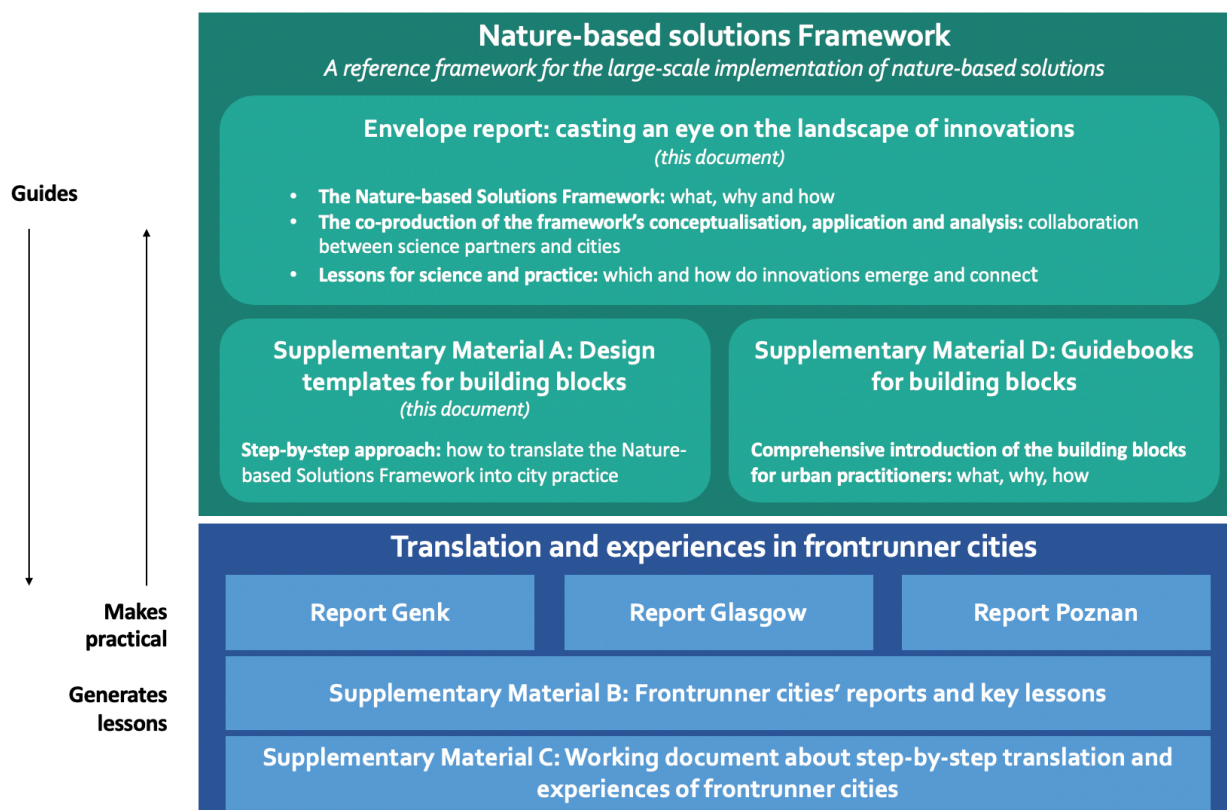 Nature-based solutions Framework
A reference framework for the large-scale implementation of nature-based solutions
Envelope report: casting an eye on the landscape of innovations
(this document)
• The Nature-based Solutions Framework: what, why and how
• The co-production of the framework's conceptualisation, application and analysis: collaboration
between science partners and cities
• Lessons for science and practice: which and how do innovations emerge and connect
Guides
Supplementary Material A: Design
templates for building blocks
(this document)
Step-by-step approach: how to translate the Nature-
based Solutions Framework into city practice
Supplementary Material D: Guidebooks
for building blocks
Comprehensive introduction of the building blocks
for urban practitioners: what, why, how
Translation and experiences in frontrunner cities
Makes
practical
Report Genk
Report Glasgow
Report Poznan
Generates
lessons
Supplementary Material B: Frontrunner cities' reports and key lessons
Supplementary Material C: Working document about step-by-step translation and
experiences of frontrunner cities